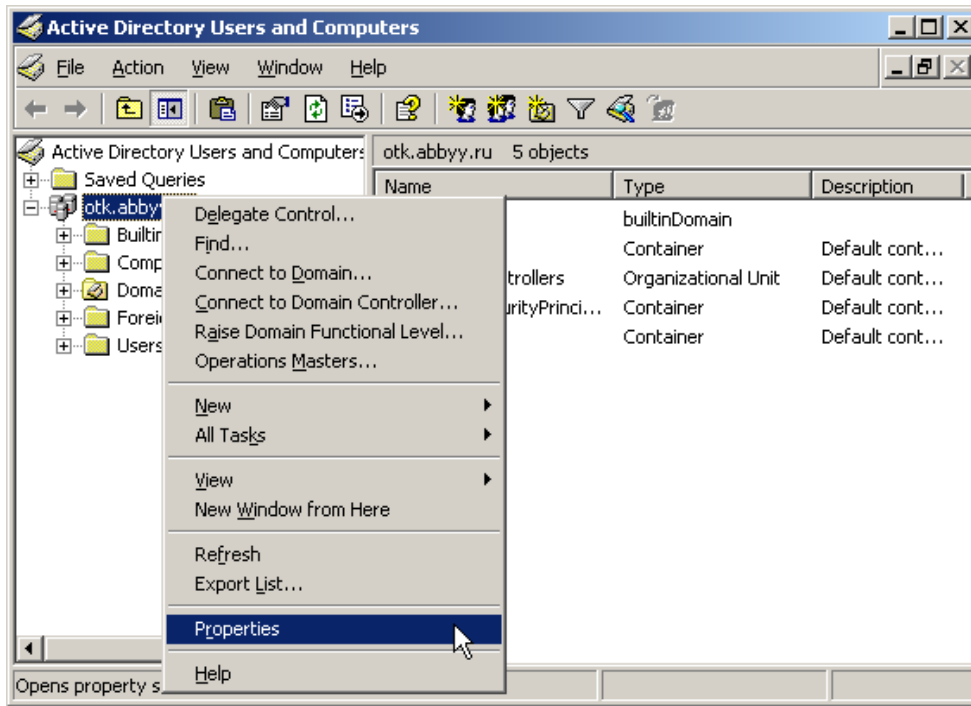 Active Directory Users and Computers
File Action View Window Help
Active Directory Users and Computers
otk.abbyy.ru 5 objects
Saved Queries
Name Type Description
otk.abbyy
Builtin
Comp
Doma
Forei
Users
builtinDomain
Container Default cont...
trollers Organizational Unit Default cont...
urityPrinci... Container Default cont...
Container Default cont...
Delegate Control...
Find...
Connect to Domain...
Connect to Domain Controller...
Raise Domain Functional Level...
Operations Masters...
New
All Tasks
View
New Window from Here
Refresh
Export List...
Properties
Help
Opens property s